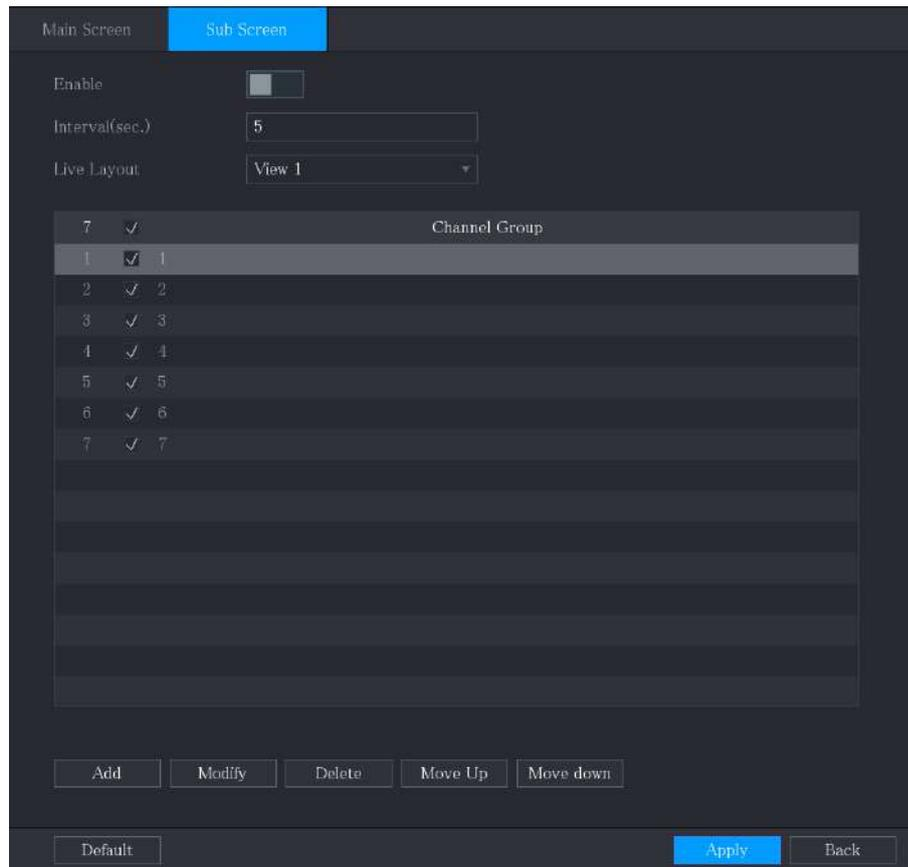 Main Screen Sub Screen
Enable
Interval(sec.) 5
Live Layout View 1
7 Channel Group
1 1
2 2
3 3
4 4
5 5
6 6
7 7
Add Modify Delete Move Up Move down
Default Apply Back